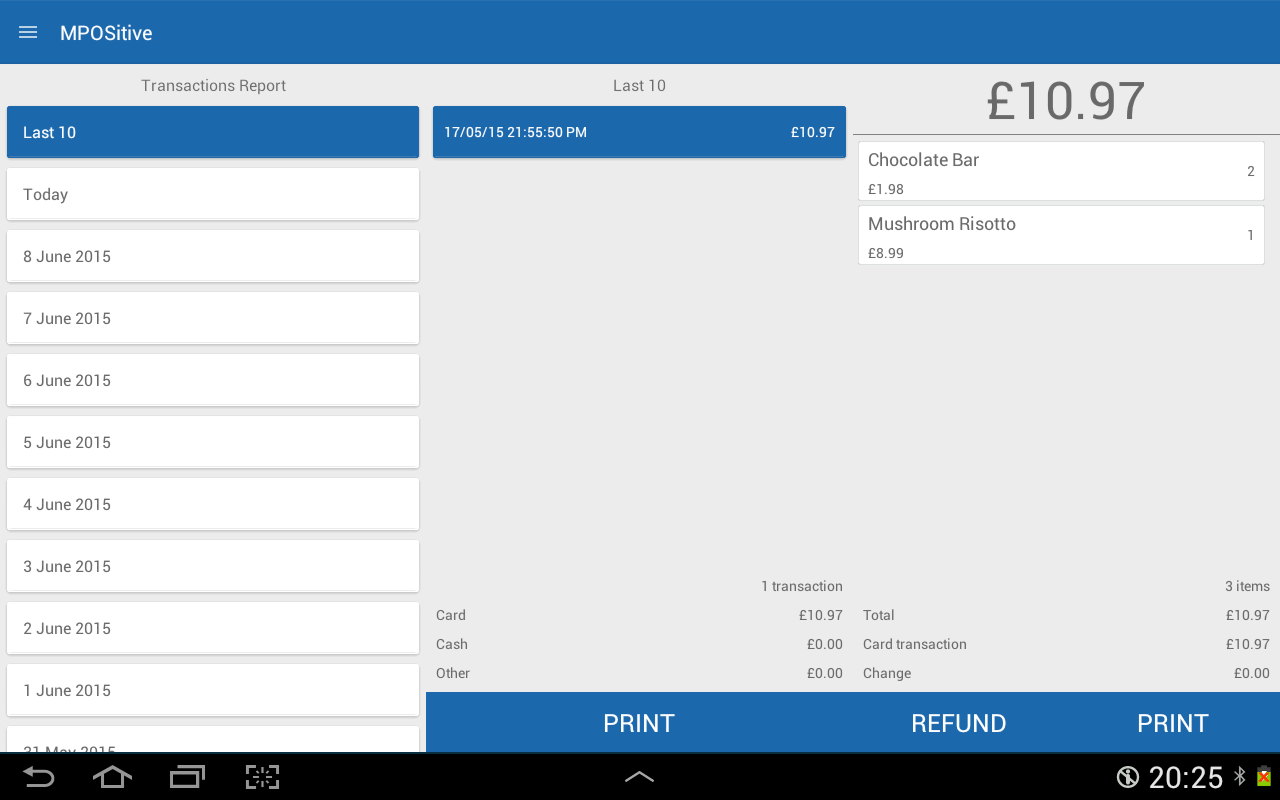 MPOSitive
Transactions Report
Last 10
Today
8 June 2015
7 June 2015
6 June 2015
5 June 2015
4 June 2015
3 June 2015
2 June 2015
1 June 2015
31 May 2015
Last 10
17/05/15 21:55:50 PM £10.97
1 transaction
Card £10.97
Cash £0.00
Other £0.00
PRINT
£10.97
Chocolate Bar
2
£1.98
Mushroom Risotto
1
£8.99
3 items
Total £10.97
Card transaction £10.97
Change £0.00
REFUND PRINT
20:25